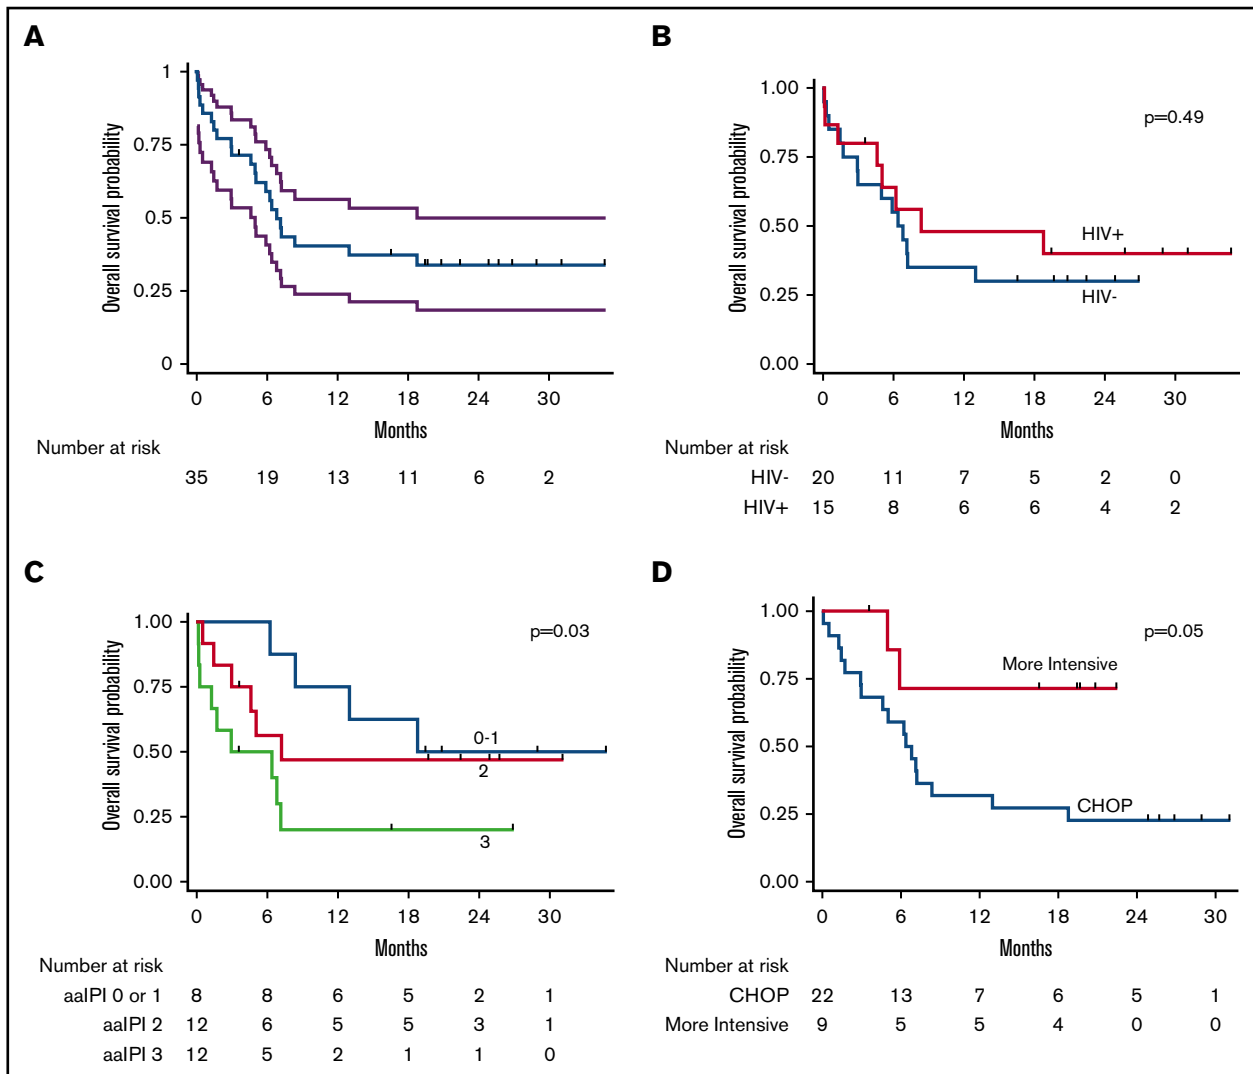 A
Overall survival probability
1
0.75
0.5
0.25
0
0 6 12 18 24 30
Months
Number at risk
35 19 13 11 6 2
B
Overall survival probability
1.00
0.75
0.50
0.25
0.00
p=0.49
HIV+
HIV-
0 6 12 18 24 30
Months
Number at risk
HIV- 20 11 7 5 2 0
HIV+ 15 8 6 6 4 2
C
Overall survival probability
1.00
0.75
0.50
0.25
0.00
p=0.03
0-1
2
3
0 6 12 18 24 30
Months
Number at risk
aaIPI 0 or 1 8 8 6 5 2 1
aaIPI 2 12 6 5 5 3 1
aaIPI 3 12 5 2 1 1 0
D
Overall survival probability
1.00
0.75
0.50
0.25
0.00
p=0.05
More Intensive
CHOP
0 6 12 18 24 30
Months
Number at risk
CHOP 22 13 7 6 5 1
More Intensive 9 5 5 4 0 0